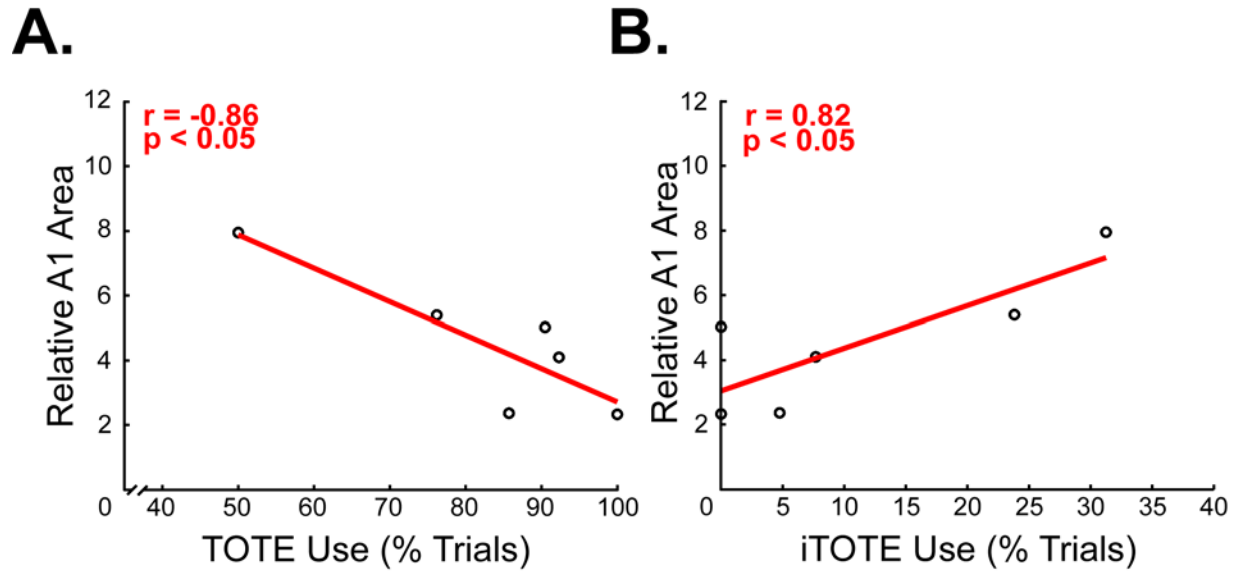 A.
r = -0.86
p < 0.05
12
10
8
6
4
2
0
Relative A1 Area
40 50 60 70 80 90 100
TOTE Use (% Trials)
B.
r = 0.82
p < 0.05
12
10
8
6
4
2
Relative A1 Area
0 5 10 15 20 25 30 35 40
iTOTE Use (% Trials)